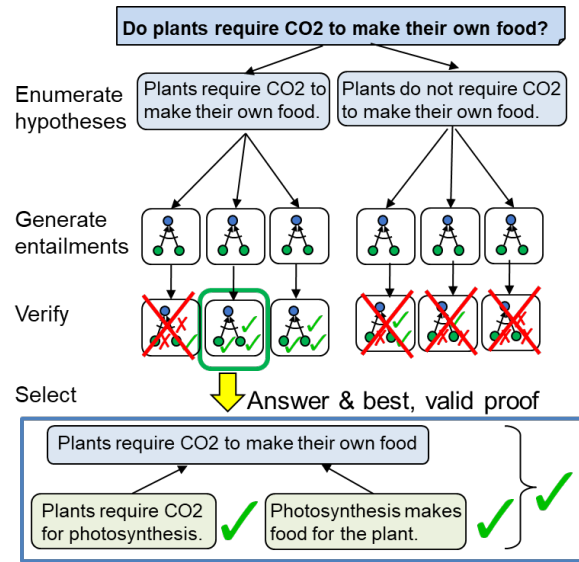 Do plants require CO2 to make their own food?
Enumerate
hypotheses
Plants require CO2 to
make their own food.
Plants do not require CO2
to make their own food.
Generate
entailments
Verify
Select
Answer & best, valid proof
Plants require CO2 to make their own food
Plants require CO2
for photosynthesis.
Photosynthesis makes
food for the plant.